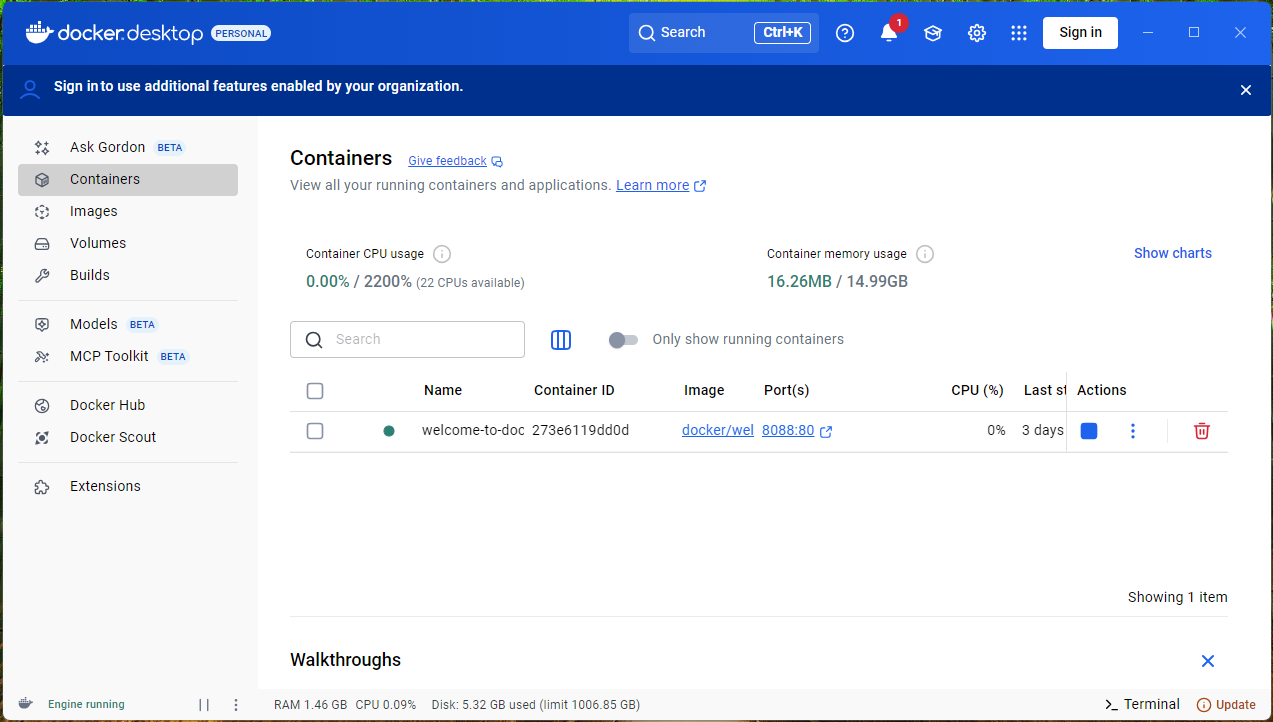 docker.desktop PERSONAL Search Ctrl+K 1 Sign in
Sign in to use additional features enabled by your organization.
Ask Gordon BETA
Containers
Images
Volumes
Builds
Models BETA
MCP Toolkit BETA
Docker Hub
Docker Scout
Extensions
Containers Give feedback
View all your running containers and applications. Learn more
Container CPU usage
0.00% / 2200% (22 CPUs available)
Container memory usage
16.26MB / 14.99GB
Show charts
Search
Only show running containers
Name Container ID Image Port(s) CPU (%) Last st Actions
welcome-to-doc 273e6119dd0d docker/wel 8088:80 0% 3 days
Showing 1 item
Walkthroughs
Engine running RAM 1.46 GB CPU 0.09% Disk: 5.32 GB used (limit 1006.85 GB) Terminal Update